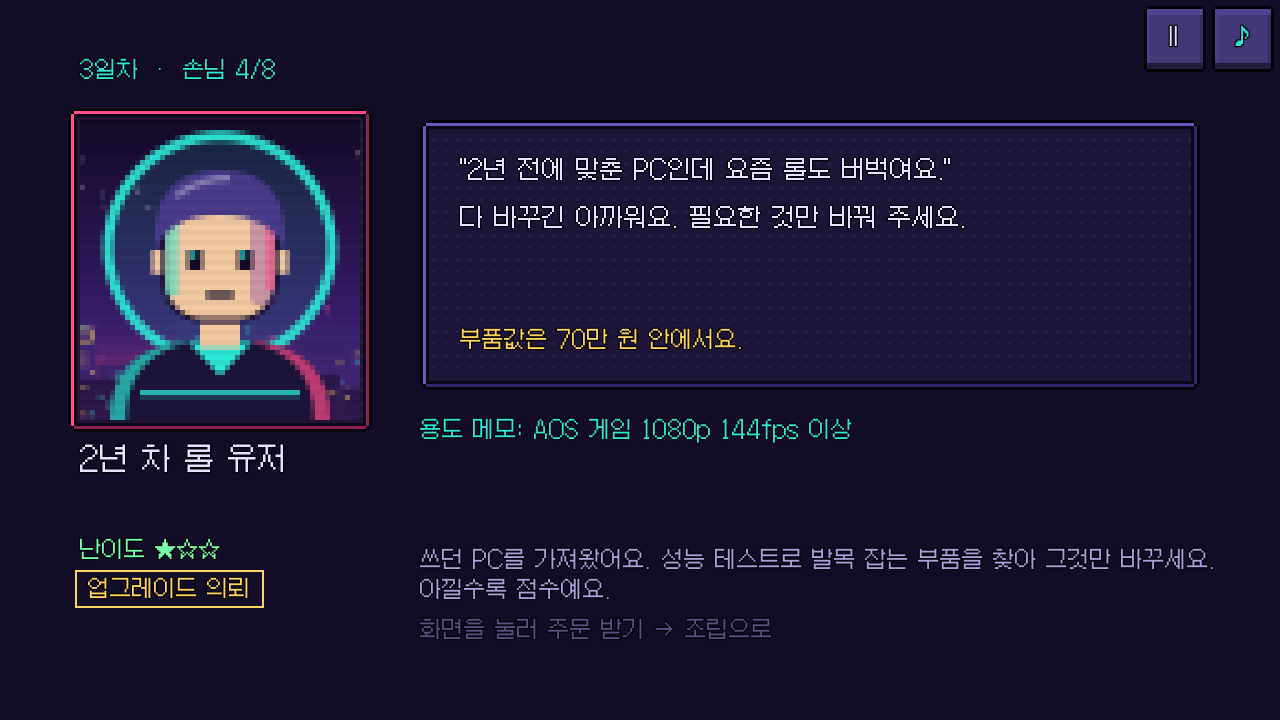 3일차 · 손님 4/8
"2년 전에 맞춘 PC인데 요즘 롤도 버벅여요."
다 바꾸긴 아까워요. 필요한 것만 바꿔 주세요.
부품값은 70만 원 안에서요.
용도 메모: AOS 게임 1080p 144fps 이상
2년 차 롤 유저
난이도 ★☆☆
업그레이드 의뢰
쓰던 PC를 가져왔어요. 성능 테스트로 발목 잡는 부품을 찾아 그것만 바꾸세요.
아낄수록 점수예요.
화면을 눌러 주문 받기 → 조립으로